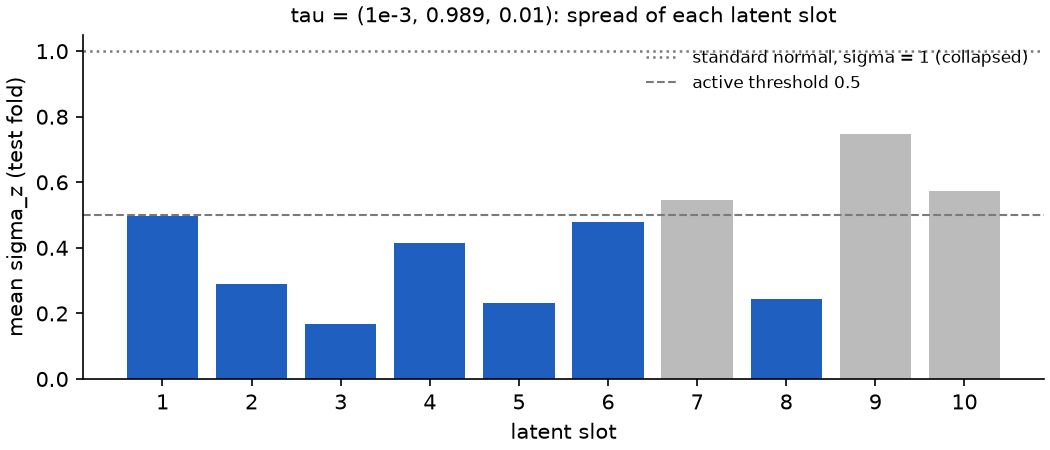 tau = (1e-3, 0.989, 0.01): spread of each latent slot
standard normal, sigma = 1 (collapsed)
active threshold 0.5
mean sigma_z (test fold)
1.0
0.8
0.6
0.4
0.2
0.0
1 2 3 4 5 6 7 8 9 10
latent slot